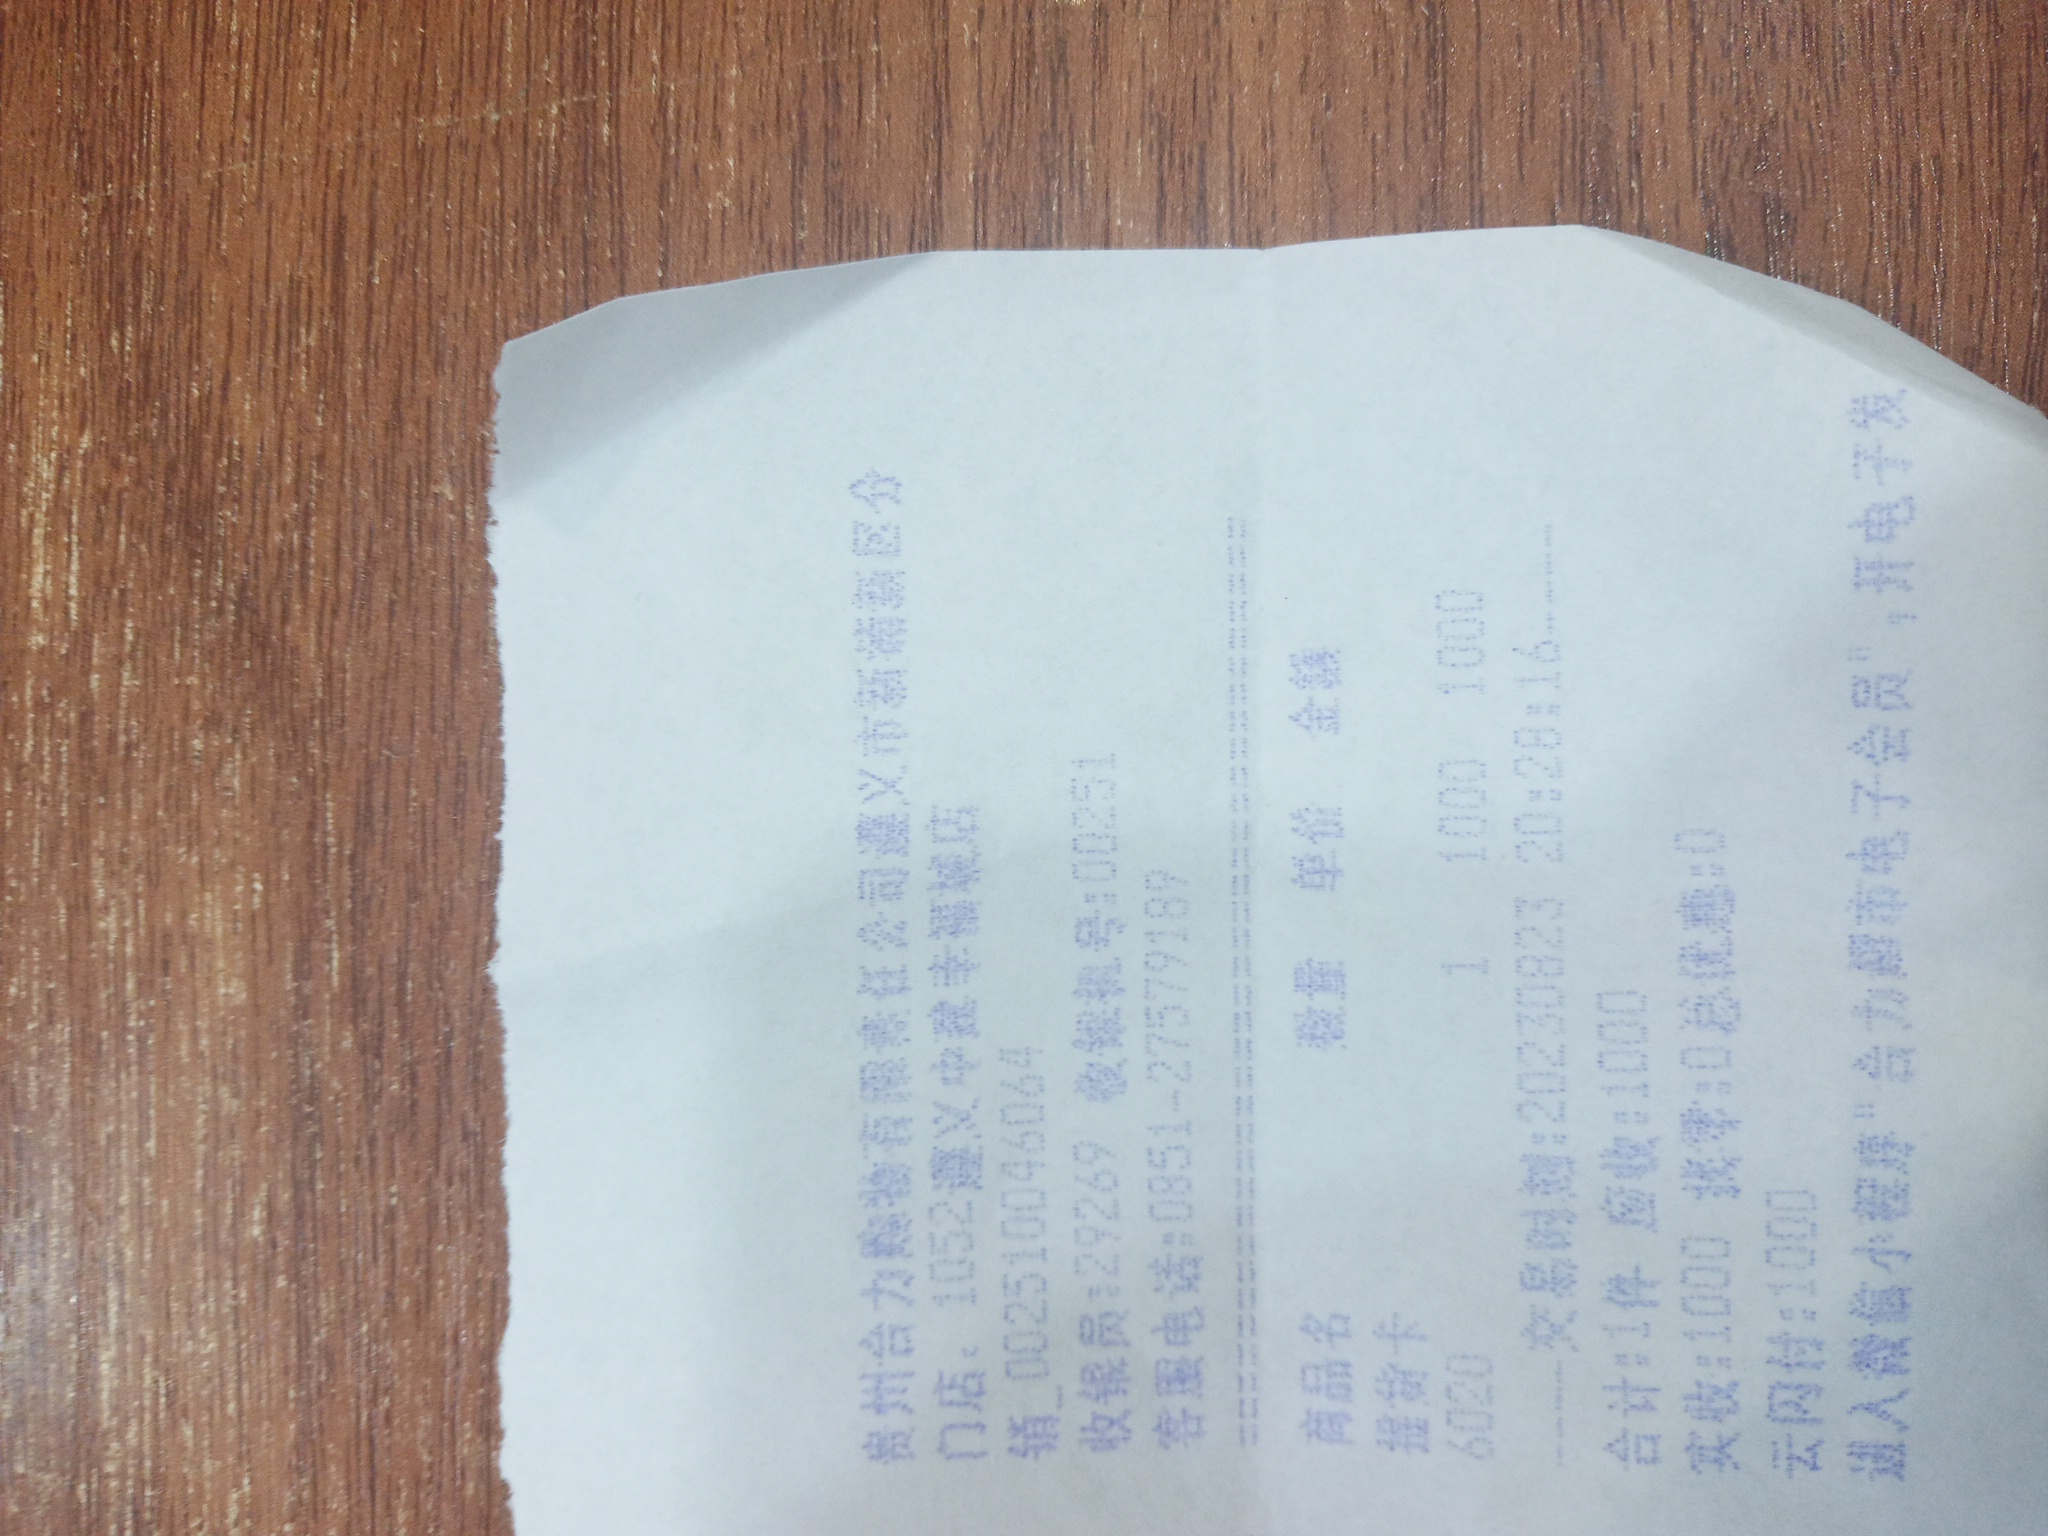 贵州合力购物有限责任公司遵义市新蒲新区分
门店: 1052遵义中建幸福城店
销_002510046064
收银员:29269 收银机号:00251
客服电话:0851-27579189
================================
商品名 数量 单价 金额
提货卡
6020 1 1000 1000
-----交易时刻:20230823 20:28:16-----
合计:1件 应收:1000
实收:1000 找零:0总优惠:0
云网付:1000
进入微信小程序"合力超市电子会员",开电子发